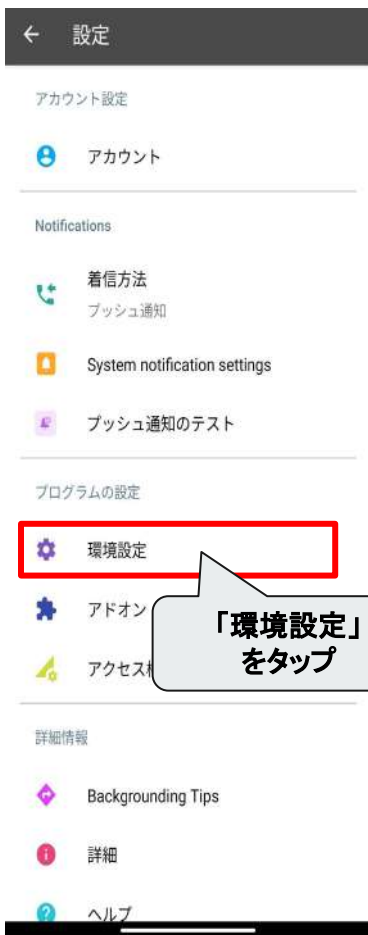 ← 設定
アカウント設定
アカウント
Notifications
着信方法
プッシュ通知
System notification settings
プッシュ通知のテスト
プログラムの設定
環境設定
アドオン
「環境設定」
をタップ
アクセス
詳細情報
Backgrounding Tips
詳細
ヘルプ